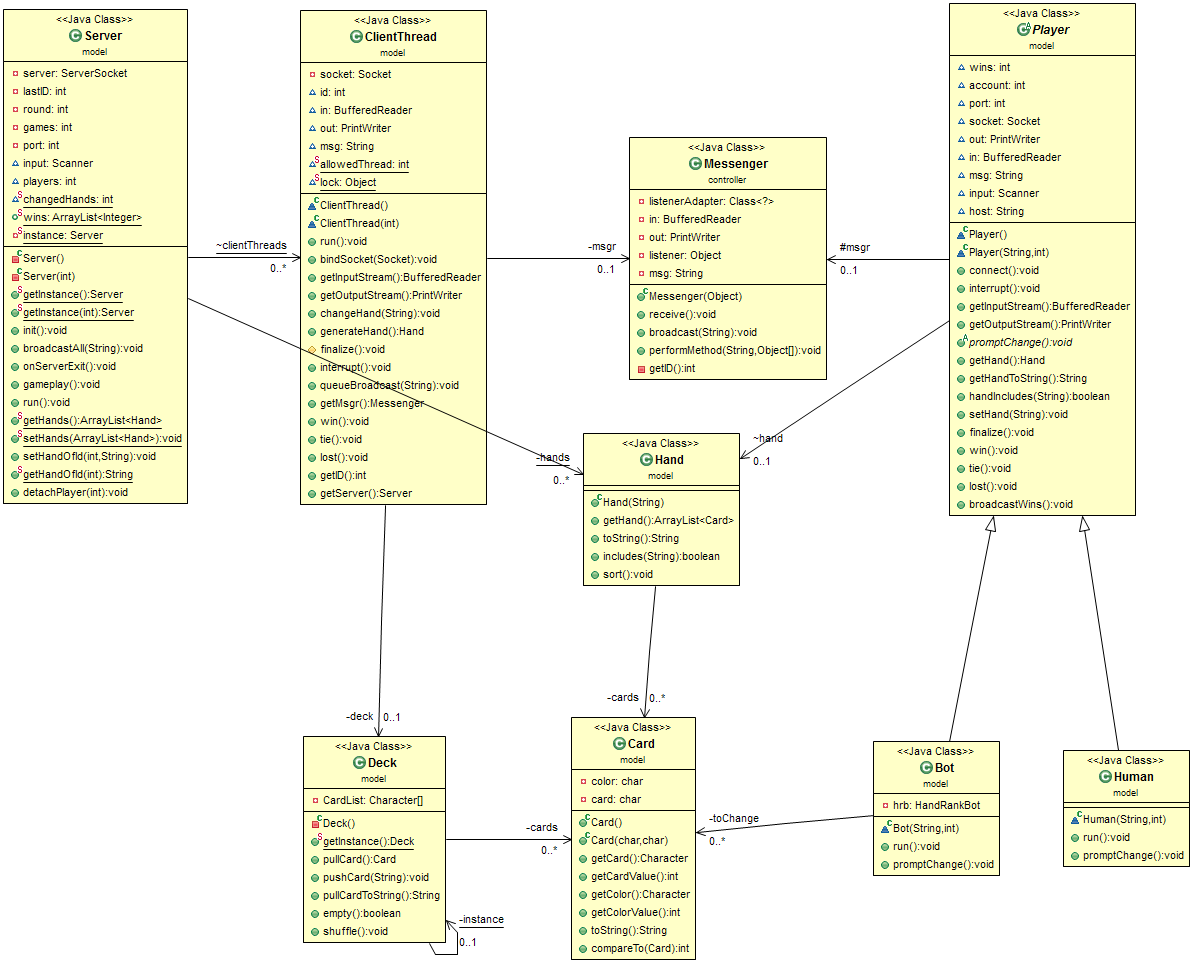 <<Java Class>>
Server
model
server: ServerSocket
lastID: int
round: int
games: int
port: int
input: Scanner
players: int
changedHands: int
wins: ArrayList<Integer>
instance: Server
Server()
Server(int)
getInstance():Server
getInstance(int):Server
init():void
broadcastAll(String):void
onServerExit():void
gameplay():void
run():void
getHands():ArrayList<Hand>
setHands(ArrayList<Hand>):void
setHandOfId(int,String):void
getHandOfId(int):String
detachPlayer(int):void
~clientThreads
0..*
<<Java Class>>
ClientThread
model
socket: Socket
id: int
in: BufferedReader
out: PrintWriter
msg: String
allowedThread: int
lock: Object
ClientThread()
ClientThread(int)
run():void
bindSocket(Socket):void
getInputStream():BufferedReader
getOutputStream():PrintWriter
changeHand(String):void
generateHand():Hand
finalize():void
interrupt():void
queueBroadcast(String):void
getMsgr():Messenger
win():void
tie():void
lost():void
getID():int
getServer():Server
-msgr
0..1
<<Java Class>>
Messenger
controller
listenerAdapter: Class<?>
in: BufferedReader
out: PrintWriter
listener: Object
msg: String
Messenger(Object)
receive():void
broadcast(String):void
performMethod(String,Object[]):void
getID():int
#msgr
0..1
<<Java Class>>
Player
model
wins: int
account: int
port: int
socket: Socket
out: PrintWriter
in: BufferedReader
msg: String
input: Scanner
host: String
Player()
Player(String,int)
connect():void
interrupt():void
getInputStream():BufferedReader
getOutputStream():PrintWriter
promptChange():void
getHand():Hand
getHandToString():String
handIncludes(String):boolean
setHand(String):void
finalize():void
win():void
tie():void
lost():void
broadcastWins():void
-hands
0..*
~hand
0..1
<<Java Class>>
Hand
model
Hand(String)
getHand():ArrayList<Card>
toString():String
includes(String):boolean
sort():void
-deck
0..1
-cards
0..*
<<Java Class>>
Deck
model
CardList: Character[]
Deck()
getInstance():Deck
pullCard():Card
pushCard(String):void
pullCardToString():String
empty():boolean
shuffle():void
-instance
0..1
-cards
0..*
<<Java Class>>
Card
model
color: char
card: char
Card()
Card(char,char)
getCard():Character
getCardValue():int
getColor():Character
getColorValue():int
toString():String
compareTo(Card):int
-toChange
0..*
<<Java Class>>
Bot
model
hrb: HandRankBot
Bot(String,int)
run():void
promptChange():void
<<Java Class>>
Human
model
Human(String,int)
run():void
promptChange():void